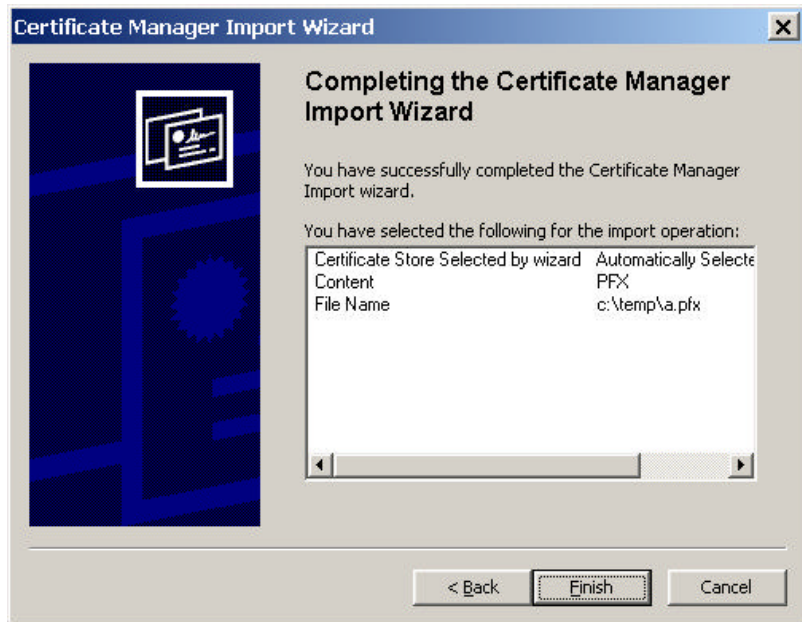 Certificate Manager Import Wizard
Completing the Certificate Manager
Import Wizard
You have successfully completed the Certificate Manager
Import wizard.
You have selected the following for the import operation:
Certificate Store Selected by wizard Automatically Selecte
Content PFX
File Name c:\temp\a.pfx
< Back Finish Cancel